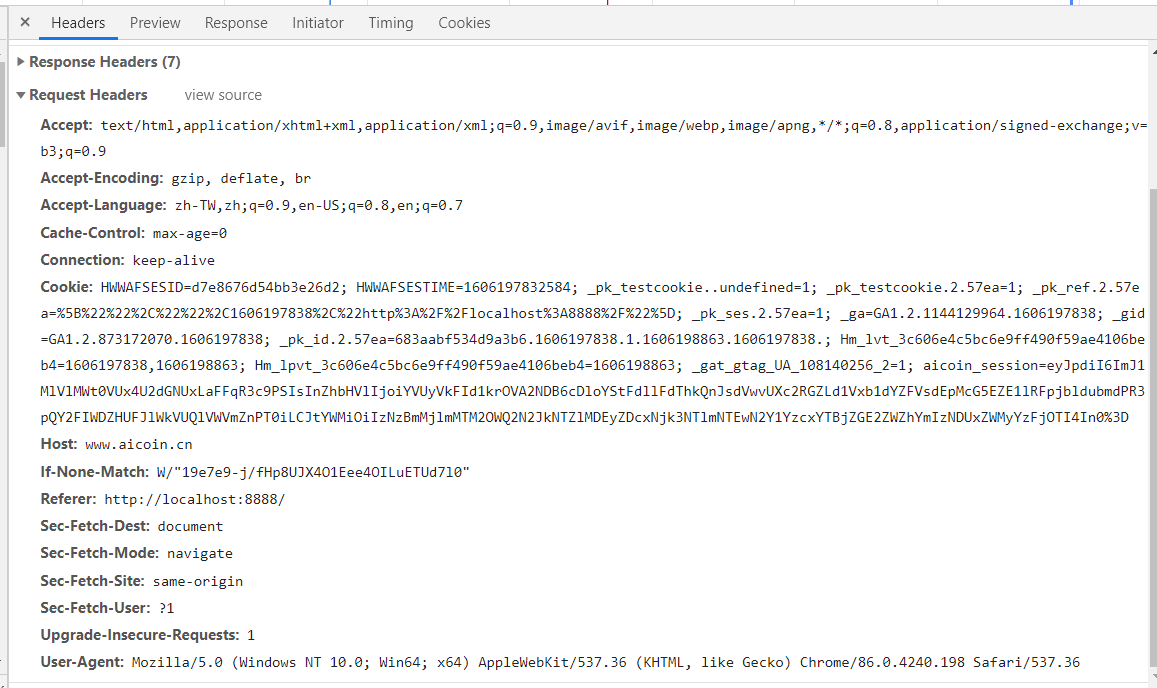 × Headers Preview Response Initiator Timing Cookies
Response Headers (7)
Request Headers view source
Accept: text/html,application/xhtml+xml,application/xml;q=0.9,image/avif,image/webp,image/apng,*/*;q=0.8,application/signed-exchange;v=
b3;q=0.9
Accept-Encoding: gzip, deflate, br
Accept-Language: zh-TW,zh;q=0.9,en-US;q=0.8,en;q=0.7
Cache-Control: max-age=0
Connection: keep-alive
Cookie: HWWAFSESID=d7e8676d54bb3e26d2; HWWAFSESTIME=1606197832584; _pk_testcookie..undefined=1; _pk_testcookie.2.57ea=1; _pk_ref.2.57e
a=%5B%22%22%2C%22%22%2C1606197838%2C%22http%3A%2F%2Flocalhost%3A8888%2F%22%5D; _pk_ses.2.57ea=1; _ga=GA1.2.1144129964.1606197838; _gid
=GA1.2.873172070.1606197838; _pk_id.2.57ea=683aabf534d9a3b6.1606197838.1.1606198863.1606197838.; Hm_lvt_3c606e4c5bc6e9ff490f59ae4106be
b4=1606197838,1606198863; Hm_lpvt_3c606e4c5bc6e9ff490f59ae4106beb4=1606198863; _gat_gtag_UA_108140256_2=1; aicoin_session=eyJpdiI6ImJ1
MlVlMWt0VUx4U2dGNUxLaFFqR3c9PSIsInZhbHVlIjoiYVUyVkFId1krOVA2NDB6cDloYStFdllFdThkQnJsdVwvUXc2RGZLd1Vxb1dYZFVsdEpMcG5EZE1lRFpjbldubmdPR3
pQY2FIWDZHUFJlWkVUQlVWVmZnPT0iLCJtYWMiOiIzNzBmMjlmMTM2OWQ2N2JkNTZlMDEyZDcxNjk3NTlmNTEwN2Y1YzcxYTBjZGE2ZWZhYmIzNDUxZWMyYzFjOTI4In0%3D
Host: www.aicoin.cn
If-None-Match: W/"19e7e9-j/fHp8UJX4O1Eee4OILuETUd7l0"
Referer: http://localhost:8888/
Sec-Fetch-Dest: document
Sec-Fetch-Mode: navigate
Sec-Fetch-Site: same-origin
Sec-Fetch-User: ?1
Upgrade-Insecure-Requests: 1
User-Agent: Mozilla/5.0 (Windows NT 10.0; Win64; x64) AppleWebKit/537.36 (KHTML, like Gecko) Chrome/86.0.4240.198 Safari/537.36